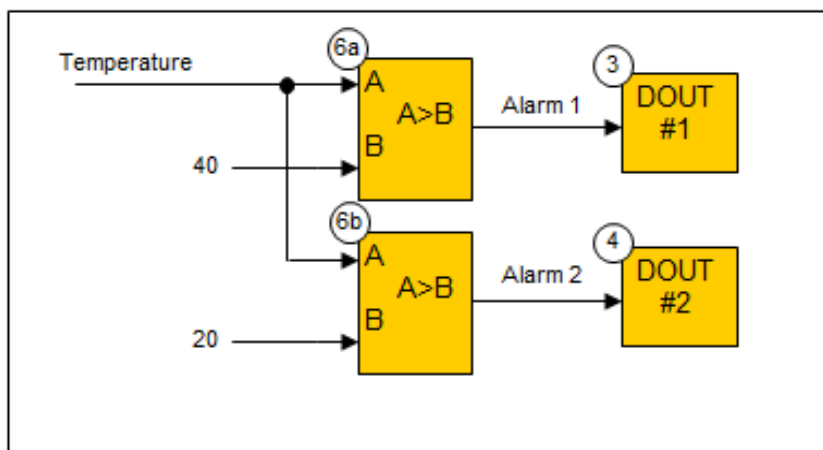 6a
Temperature
A
A>B
B
40
Alarm 1
3
DOUT
#1
6b
A
A>B
B
20
Alarm 2
4
DOUT
#2